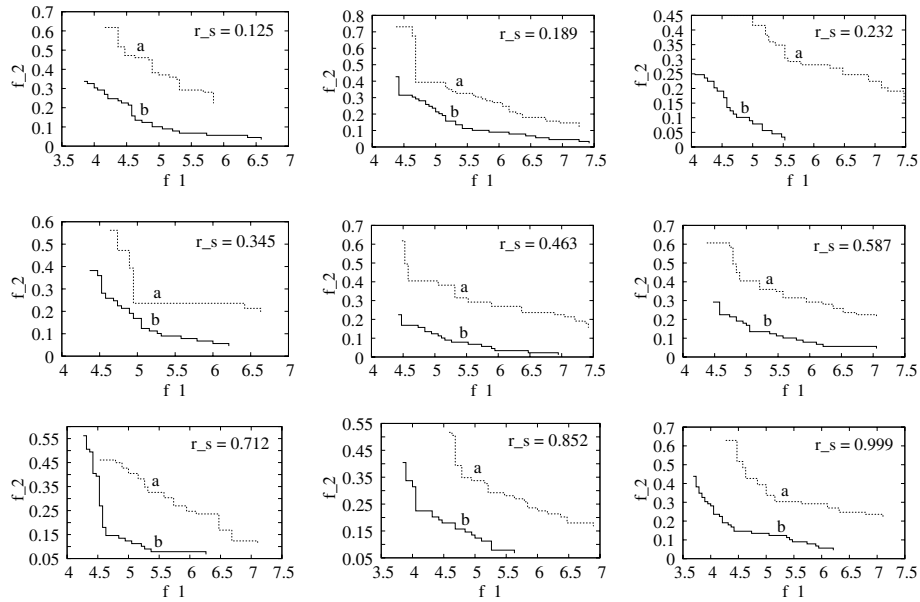 r_s = 0.125
0.7
0.6
0.5
0.4
0.3
0.2
0.1
0
f_2
a
b
3.5 4 4.5 5 5.5 6 6.5 7
f_1
r_s = 0.189
0.8
0.7
0.6
0.5
0.4
0.3
0.2
0.1
0
f_2
a
b
4 4.5 5 5.5 6 6.5 7 7.5
f_1
r_s = 0.232
0.45
0.4
0.35
0.3
0.25
0.2
0.15
0.1
0.05
0
f_2
a
b
4 4.5 5 5.5 6 6.5 7 7.5
f_1
r_s = 0.345
0.6
0.5
0.4
0.3
0.2
0.1
0
f_2
a
b
4 4.5 5 5.5 6 6.5 7
f_1
r_s = 0.463
0.7
0.6
0.5
0.4
0.3
0.2
0.1
0
f_2
a
b
4 4.5 5 5.5 6 6.5 7 7.5
f_1
r_s = 0.587
0.7
0.6
0.5
0.4
0.3
0.2
0.1
0
f_2
a
b
4 4.5 5 5.5 6 6.5 7 7.5
f_1
r_s = 0.712
0.55
0.45
0.35
0.25
0.15
0.05
f_2
a
b
4 4.5 5 5.5 6 6.5 7 7.5
f_1
r_s = 0.852
0.55
0.45
0.35
0.25
0.15
0.05
f_2
a
b
3.5 4 4.5 5 5.5 6 6.5 7
f_1
r_s = 0.999
0.7
0.6
0.5
0.4
0.3
0.2
0.1
0
f_2
a
b
3.5 4 4.5 5 5.5 6 6.5 7 7.5
f_1